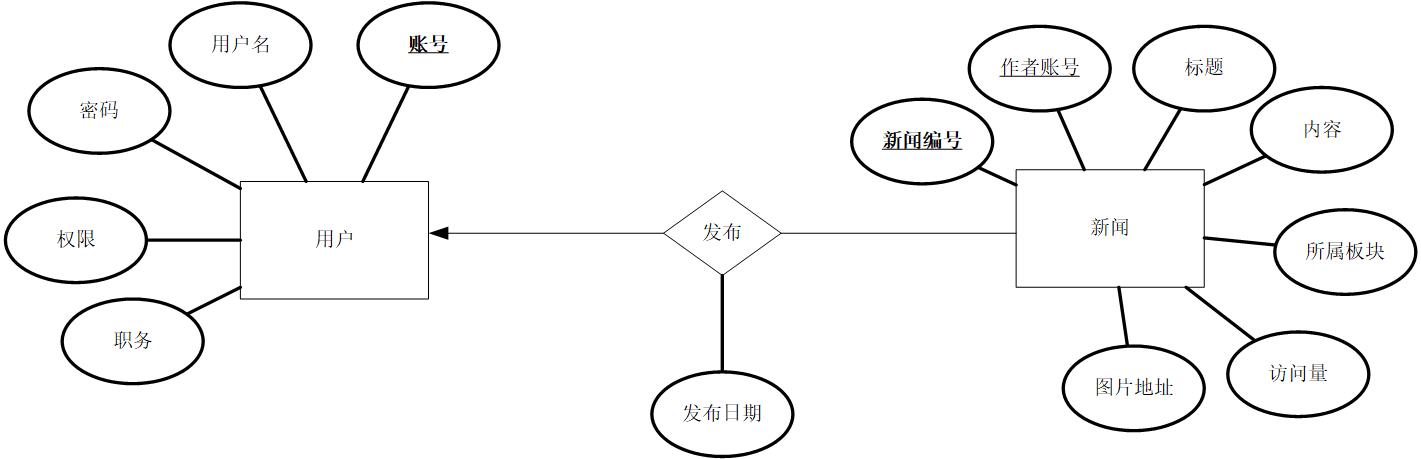 用户名
账号
密码
权限
职务
用户
发布
发布日期
新闻编号
作者账号
标题
内容
所属板块
访问量
图片地址
新闻